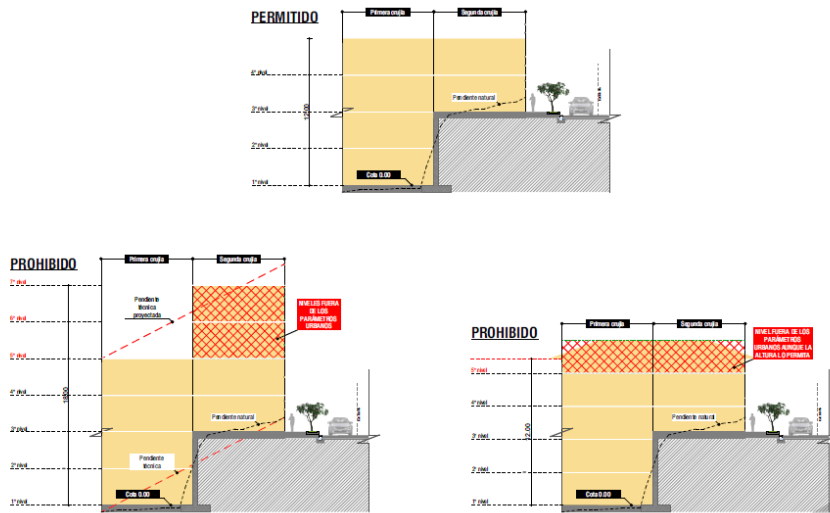 PERMITIDO
Primera crujía
Segunda crujía
4° nivel
Pendiente natural
3° nivel
12.00
2° nivel
Cota 0.00
1° nivel
PROHIBIDO
Primera crujía
Segunda crujía
7° nivel
Pendiente
técnica
proyectada
NIVELES FUERA
DE LOS
PARÁMETROS
URBANOS
6° nivel
5° nivel
4° nivel
18.00
Pendiente natural
3° nivel
Pendiente
técnica
2° nivel
Cota 0.00
1° nivel
PROHIBIDO
Primera crujía
Segunda crujía
NIVEL FUERA DE LOS
PARÁMETROS
URBANOS AUNQUE LA
ALTURA LO PERMITA
5° nivel
4° nivel
Pendiente natural
12.00
3° nivel
2° nivel
Cota 0.00
1° nivel